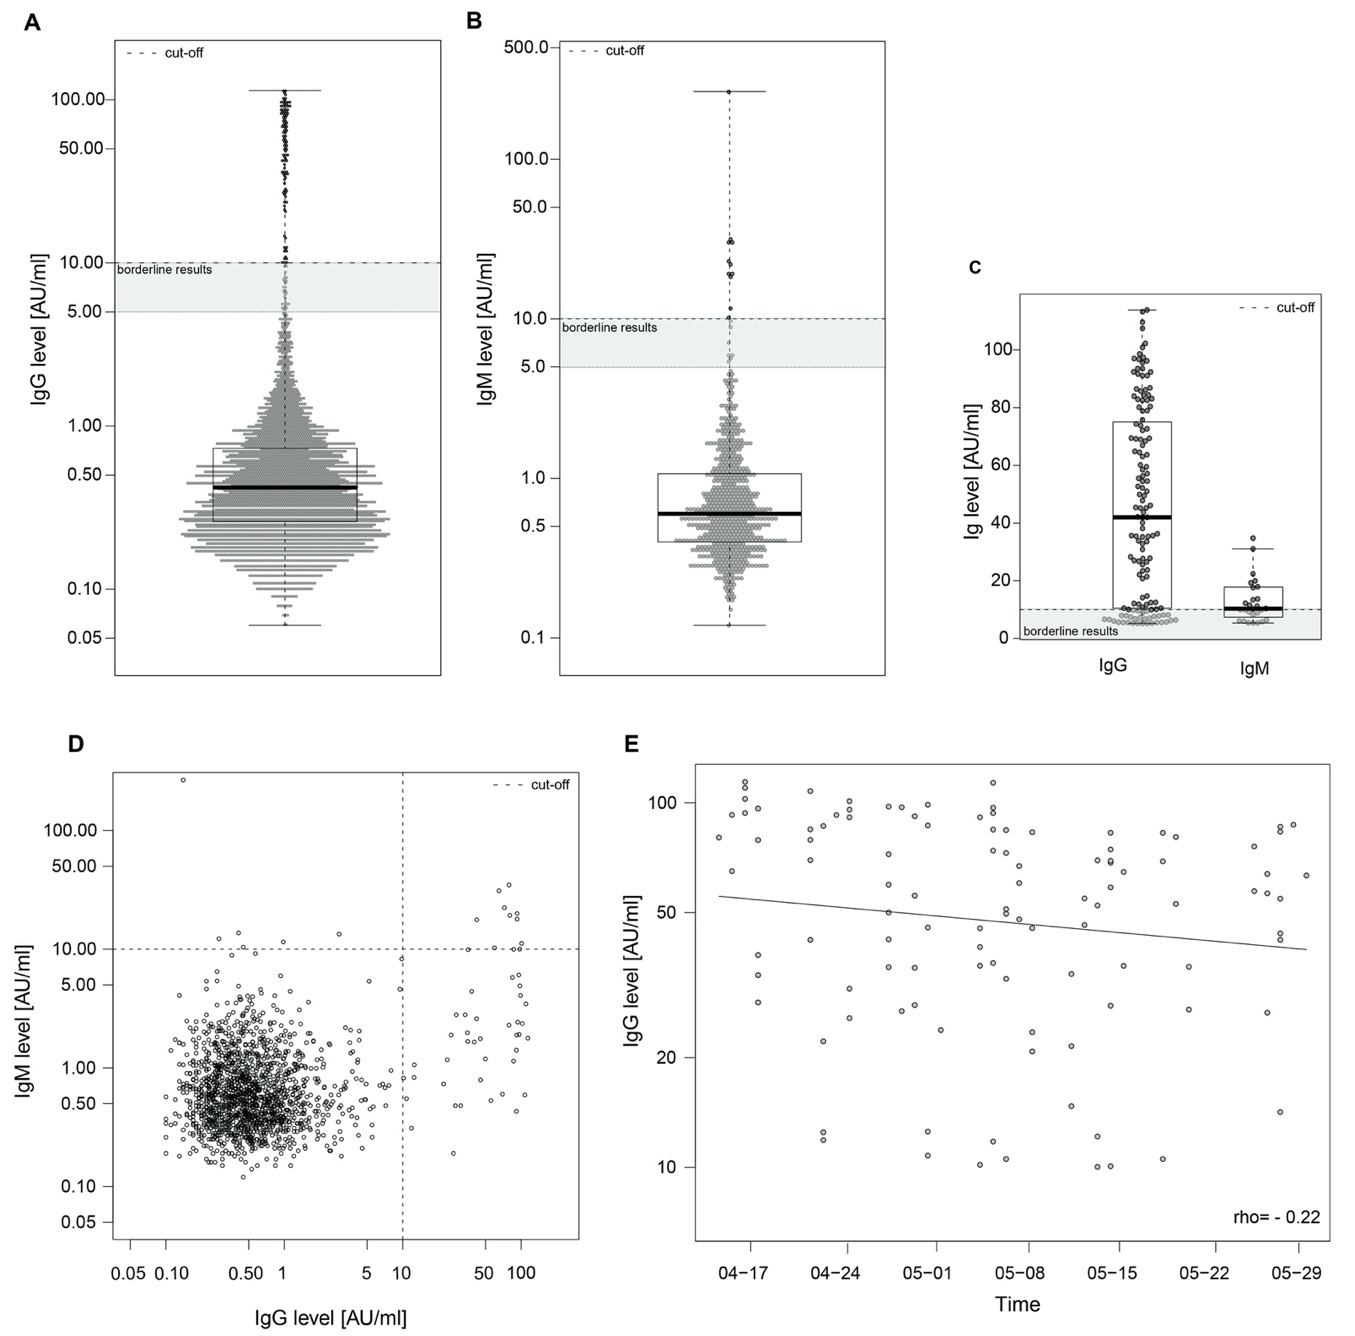 A
cut-off
100.00
50.00
10.00
borderline results
5.00
1.00
0.50
0.10
0.05
IgG level [AU/ml]
B
500.0
cut-off
100.0
50.0
10.0
borderline results
5.0
1.0
0.5
0.1
IgM level [AU/ml]
C
cut-off
100
80
60
40
20
0
borderline results
Ig level [AU/ml]
IgG IgM
D
cut-off
100.00
50.00
10.00
5.00
1.00
0.50
0.10
0.05
IgM level [AU/ml]
0.05 0.10 0.50 1 5 10 50 100
IgG level [AU/ml]
E
100
50
20
10
IgG level [AU/ml]
rho= - 0.22
04−17 04−24 05−01 05−08 05−15 05−22 05−29
Time